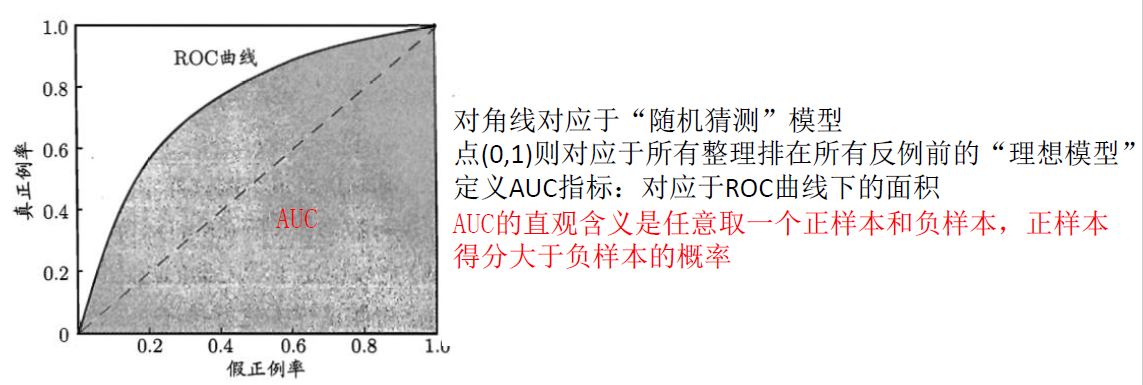 1.0
0.8
0.6
0.4
0.2
0
真正例率
ROC曲线
AUC
0.2
0.4
0.6
0.8
1.0
假正例率
对角线对应于“随机猜测”模型
点(0,1)则对应于所有整理排在所有反例前的“理想模型”
定义AUC指标：对应于ROC曲线下的面积
AUC的直观含义是任意取一个正样本和负样本，正样本
得分大于负样本的概率